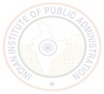 INDIAN INSTITUTE OF PUBLIC ADMINISTRATION